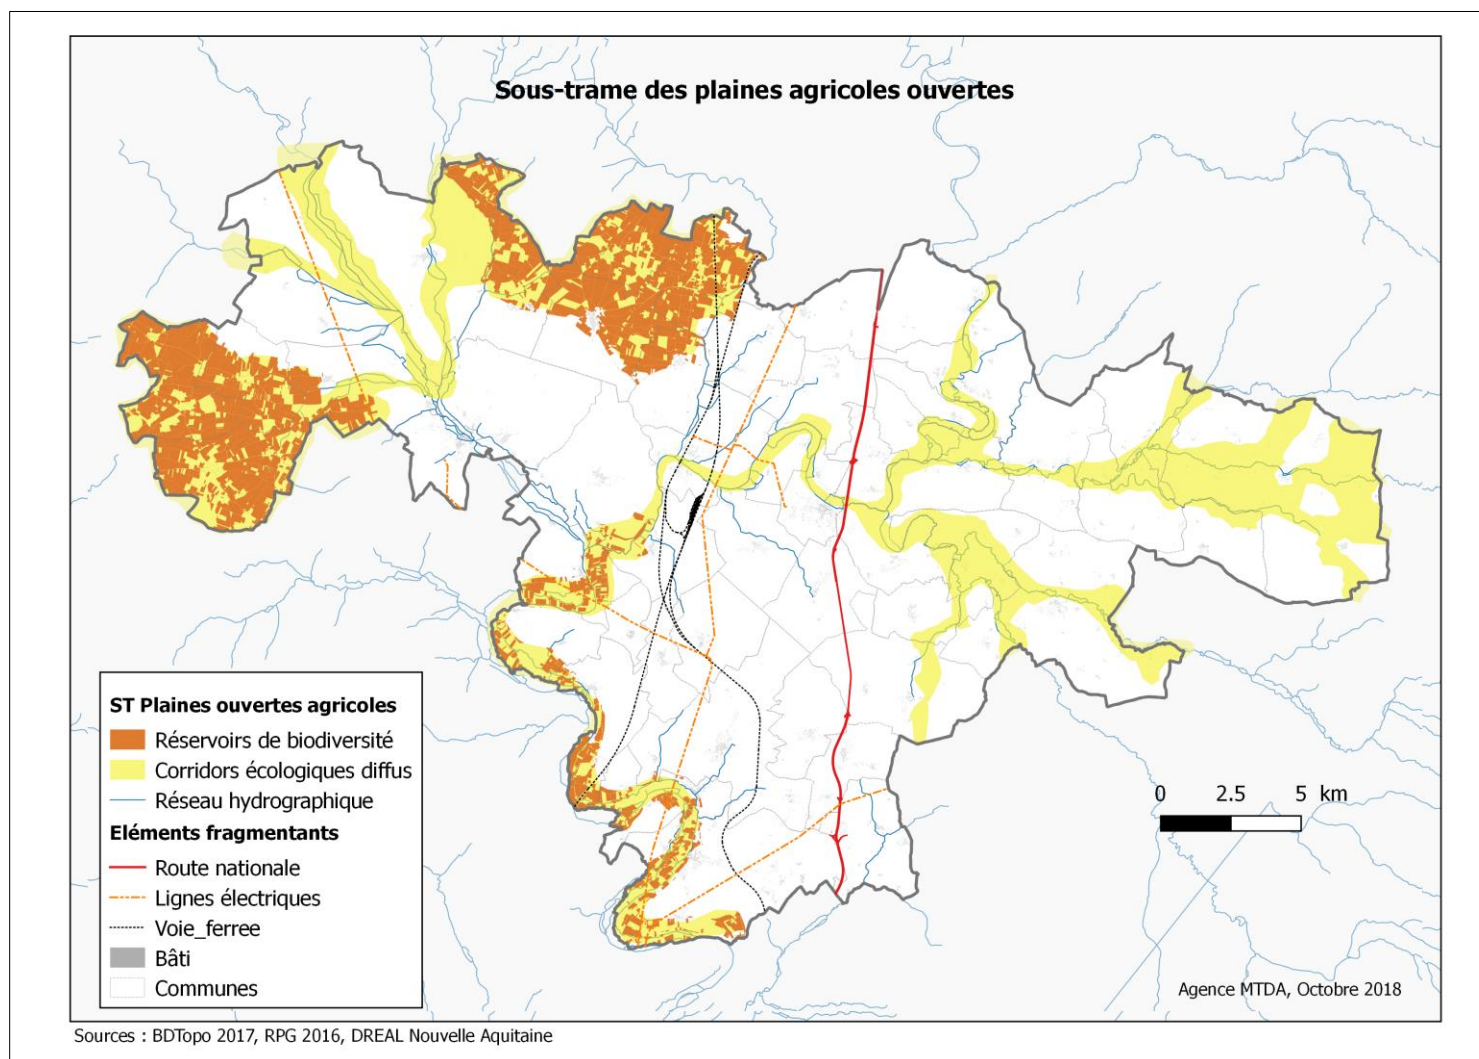 Sous-trame des plaines agricoles ouvertes
ST Plaines ouvertes agricoles
Réservoirs de biodiversité
Corridors écologiques diffus
Réseau hydrographique
Eléments fragmentants
Route nationale
Lignes électriques
Voie_ferree
Bâti
Communes
0 2.5 5 km
Agence MTDA, Octobre 2018
Sources : BDTopo 2017, RPG 2016, DREAL Nouvelle Aquitaine